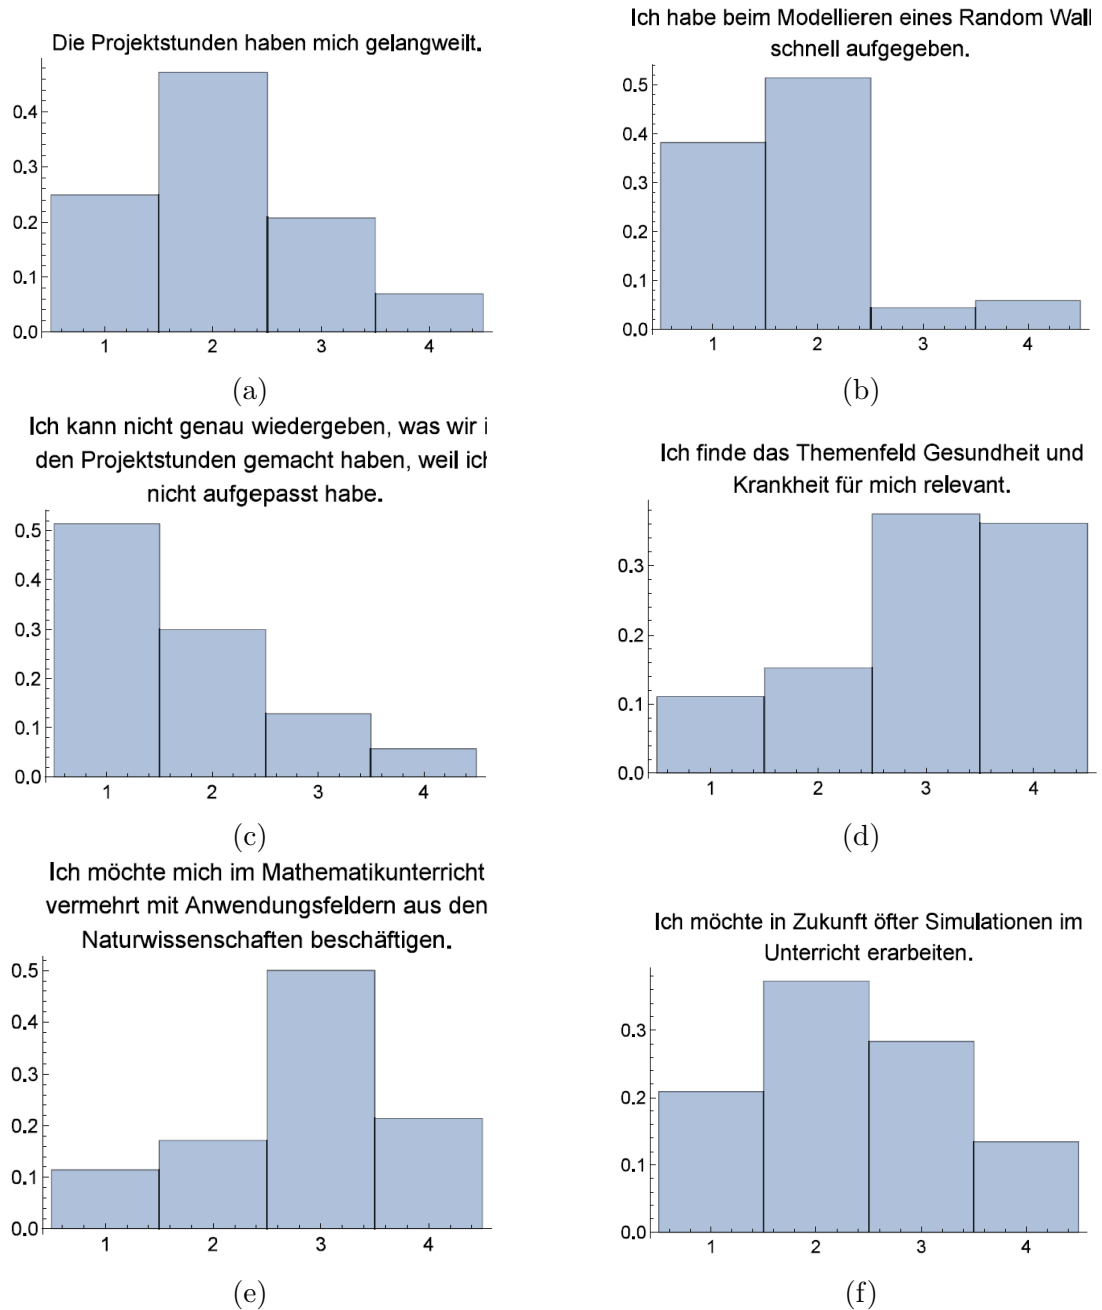 Die Projektstunden haben mich gelangweilt.
0.4
0.3
0.2
0.1
0.0
1 2 3 4
(a)
Ich habe beim Modellieren eines Random Wal
schnell aufgegeben.
0.5
0.4
0.3
0.2
0.1
0.0
1 2 3 4
(b)
Ich kann nicht genau wiedergeben, was wir i
den Projektstunden gemacht haben, weil ich
nicht aufgepasst habe.
0.5
0.4
0.3
0.2
0.1
0.0
1 2 3 4
(c)
Ich finde das Themenfeld Gesundheit und
Krankheit für mich relevant.
0.3
0.2
0.1
0.0
1 2 3 4
(d)
Ich möchte mich im Mathematikunterricht
vermehrt mit Anwendungsfeldern aus den
Naturwissenschaften beschäftigen.
0.5
0.4
0.3
0.2
0.1
0.0
1 2 3 4
(e)
Ich möchte in Zukunft öfter Simulationen im
Unterricht erarbeiten.
0.3
0.2
0.1
0.0
1 2 3 4
(f)